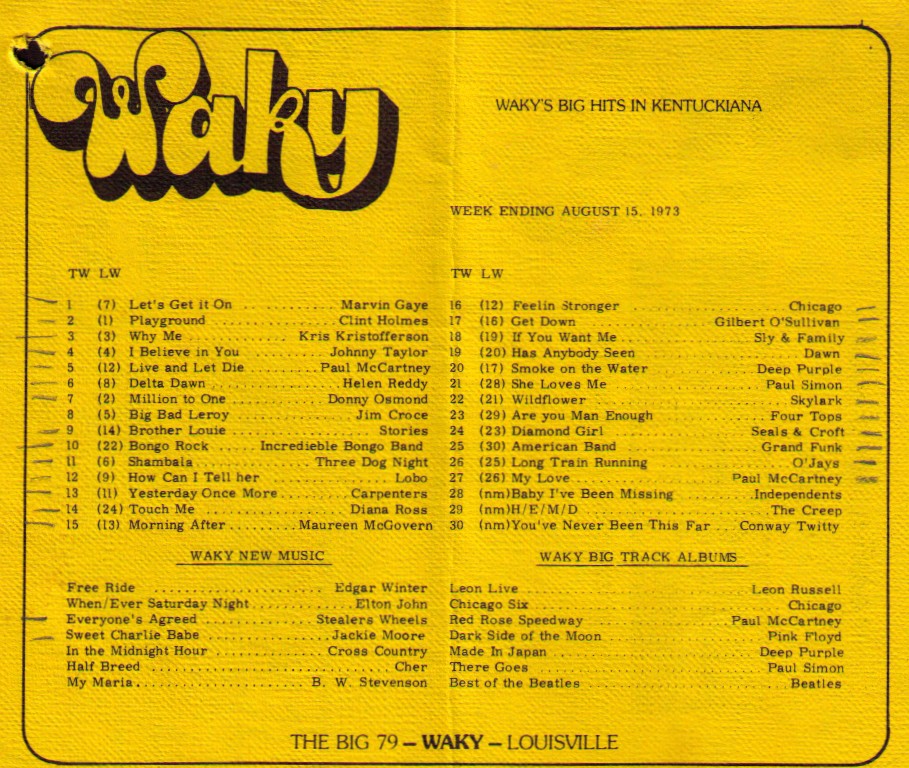 Waky
WAKY'S BIG HITS IN KENTUCKIANA
WEEK ENDING AUGUST 15, 1973
TW LW
1 (7) Let's Get it On ............ Marvin Gaye
2 (1) Playground ............ Clint Holmes
3 (3) Why Me ............ Kris Kristofferson
4 (4) I Believe in You ............ Johnny Taylor
5 (12) Live and Let Die ............ Paul McCartney
6 (8) Delta Dawn ............ Helen Reddy
7 (2) Million to One ............ Donny Osmond
8 (5) Big Bad Leroy ............ Jim Croce
9 (14) Brother Louie ............ Stories
10 (22) Bongo Rock ...... Incredieble Bongo Band
11 (6) Shambala ............ Three Dog Night
12 (9) How Can I Tell her ............ Lobo
13 (11) Yesterday Once More ........ Carpenters
14 (24) Touch Me ............ Diana Ross
15 (13) Morning After ......... Maureen McGovern
TW LW
16 (12) Feelin Stronger ............ Chicago
17 (16) Get Down ............ Gilbert O'Sullivan
18 (19) If You Want Me ............ Sly & Family
19 (20) Has Anybody Seen ............ Dawn
20 (17) Smoke on the Water ............ Deep Purple
21 (28) She Loves Me ............ Paul Simon
22 (21) Wildflower ............ Skylark
23 (29) Are you Man Enough ............ Four Tops
24 (23) Diamond Girl ............ Seals & Croft
25 (30) American Band ............ Grand Funk
26 (25) Long Train Running ............ O'Jays
27 (26) My Love ............ Paul McCartney
28 (nm)Baby I've Been Missing ........ Independents
29 (nm)H/E/M/D ............ The Creep
30 (nm)You've Never Been This Far ... Conway Twitty
WAKY NEW MUSIC
Free Ride ............ Edgar Winter
When/Ever Saturday Night ............ Elton John
Everyone's Agreed ............ Stealers Wheels
Sweet Charlie Babe ............ Jackie Moore
In the Midnight Hour ............ Cross Country
Half Breed ............ Cher
My Maria ............ B. W. Stevenson
WAKY BIG TRACK ALBUMS
Leon Live ............ Leon Russell
Chicago Six ............ Chicago
Red Rose Speedway ............ Paul McCartney
Dark Side of the Moon ............ Pink Floyd
Made In Japan ............ Deep Purple
There Goes ............ Paul Simon
Best of the Beatles ............ Beatles
THE BIG 79 – WAKY – LOUISVILLE